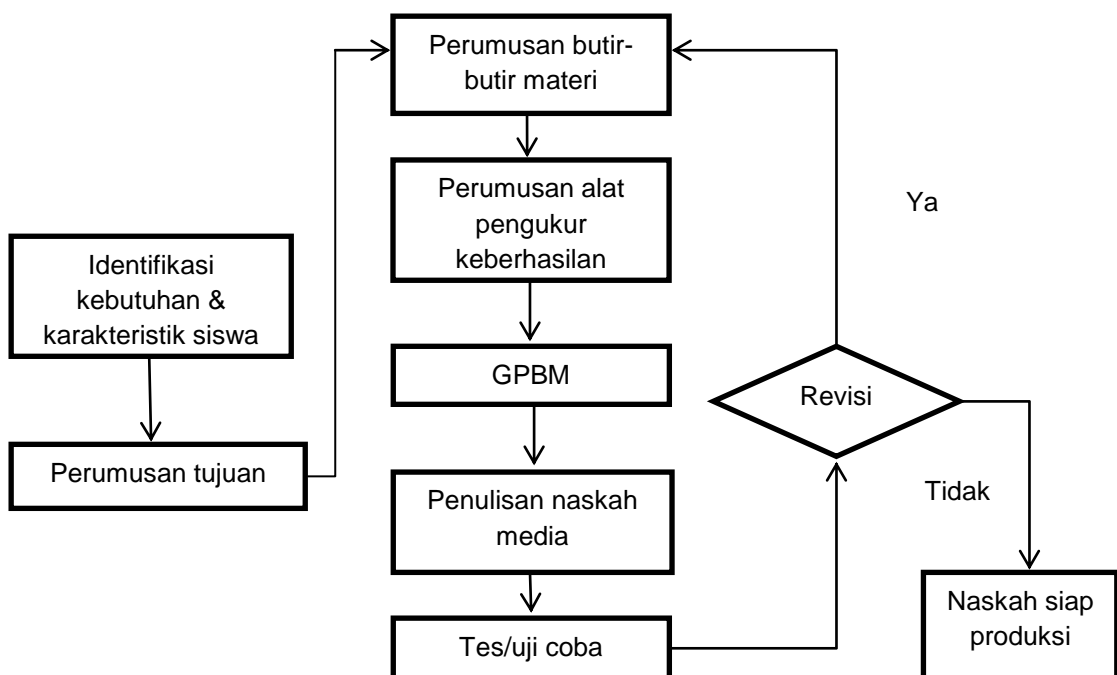 Identifikasi
kebutuhan &
karakteristik siswa
Perumusan tujuan
Perumusan butir-
butir materi
Perumusan alat
pengukur
keberhasilan
GPBM
Penulisan naskah
media
Tes/uji coba
Revisi
Ya
Tidak
Naskah siap
produksi